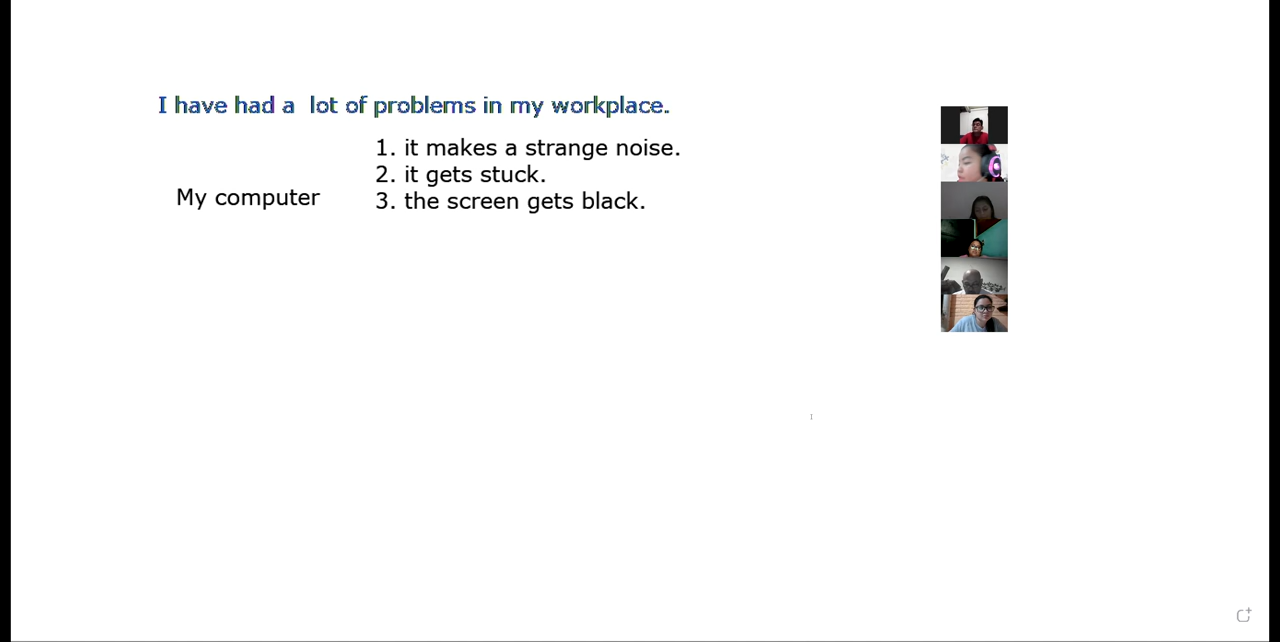 I have had a  lot of problems in my workplace.
1. it makes a strange noise.
2. it gets stuck.
My computer
3. the screen gets black.